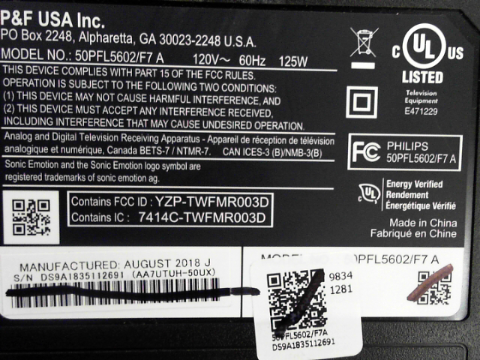 P&F USA Inc.
PO Box 2248, Alpharetta, GA 30023-2248 U.S.A.
MODEL NO.: 50PFL5602/F7 A 120V~ 60Hz 125W
THIS DEVICE COMPLIES WITH PART 15 OF THE FCC RULES.
OPERATION IS SUBJECT TO THE FOLLOWING TWO CONDITIONS:
(1) THIS DEVICE MAY NOT CAUSE HARMFUL INTERFERENCE, AND
(2) THIS DEVICE MUST ACCEPT ANY INTERFERENCE RECEIVED,
INCLUDING INTERFERENCE THAT MAY CAUSE UNDESIRED OPERATION.
Analog and Digital Television Receiving Apparatus - Appareil de réception de télévision
analogique et numérique, Canada BETS-7 / NTMR-7. CAN ICES-3 (B)/NMB-3(B)
Sonic Emotion and the Sonic Emotion logo symbol are
registered trademarks of sonic emotion ag.
Contains FCC ID : YZP-TWFMR003D
Contains IC : 7414C-TWFMR003D
C UL US
LISTED
Television
Equipment
E471229
FC PHILIPS
50PFL5602/F7 A
UL
Energy Verified
Rendement
Énergétique Vérifié
Made in China
Fabriqué en Chine
MANUFACTURED: AUGUST 2018 J
S/N DS9A1835112691 (AA7UTUH-50UX)
50PFL5602/F7 A
9834
1281
50PFL5602/F7A
DS9A1835112691